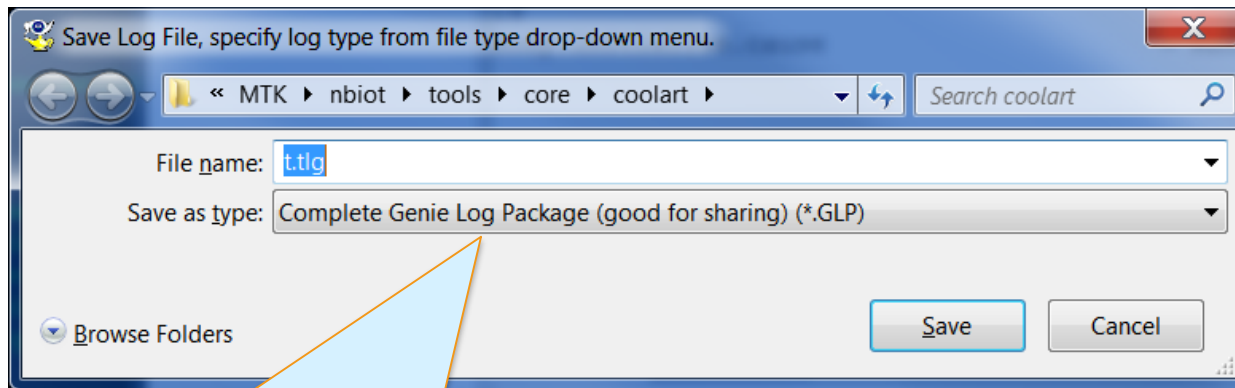 Save Log File, specify log type from file type drop-down menu.
« MTK nbiot tools core coolart
Search coolart
File name: t.tlg
Save as type: Complete Genie Log Package (good for sharing) (*.GLP)
Browse Folders
Save
Cancel